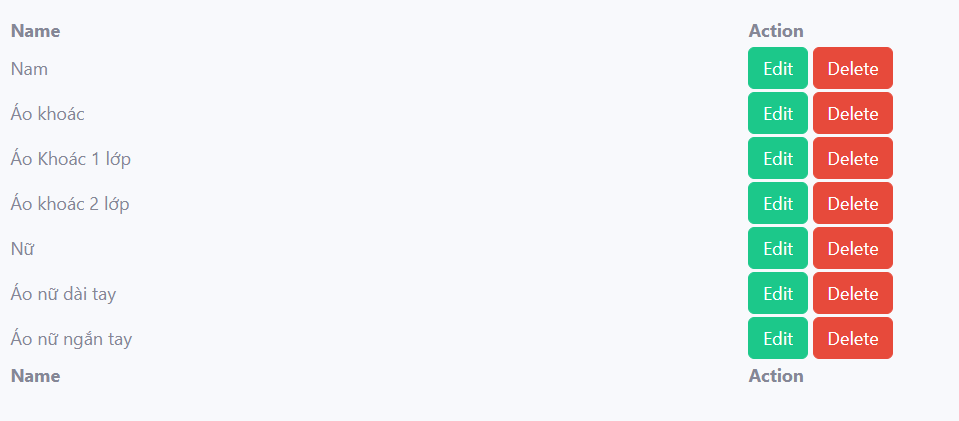 Name Action
Nam Edit Delete
Áo khoác Edit Delete
Áo Khoác 1 lớp Edit Delete
Áo khoác 2 lớp Edit Delete
Nữ Edit Delete
Áo nữ dài tay Edit Delete
Áo nữ ngắn tay Edit Delete
Name Action